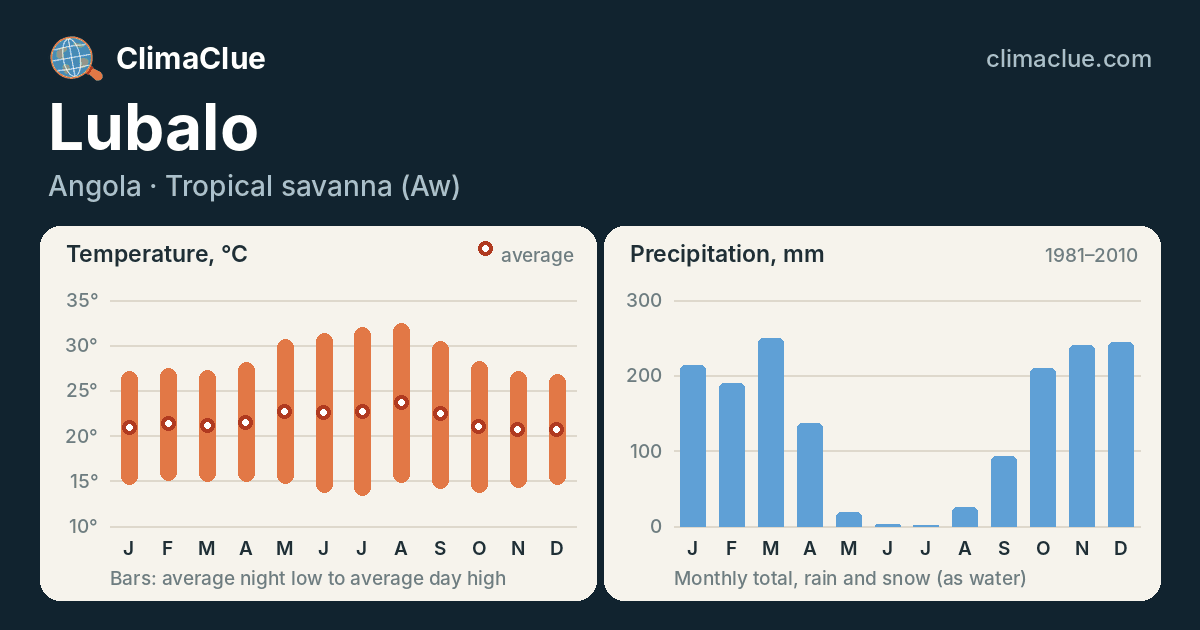 ClimaClue
climaclue.com
Lubalo
Angola · Tropical savanna (Aw)
Temperature, °C
average
35°
30°
25°
20°
15°
10°
J F M A M J J A S O N D
Bars: average night low to average day high
Precipitation, mm
1981–2010
300
200
100
0
J F M A M J J A S O N D
Monthly total, rain and snow (as water)